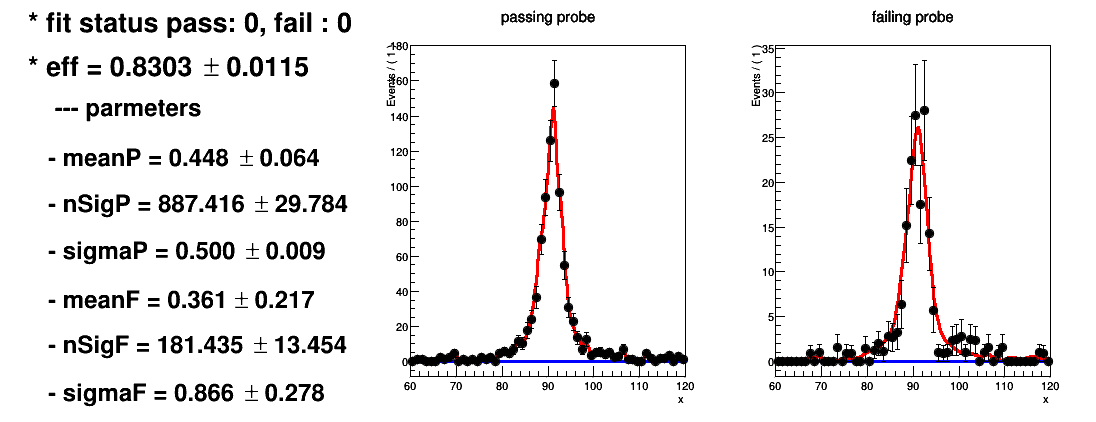 * fit status pass: 0, fail : 0
* eff = 0.8303 ± 0.0115
--- parmeters
- meanP = 0.448 ± 0.064
- nSigP = 887.416 ± 29.784
- sigmaP = 0.500 ± 0.009
- meanF = 0.361 ± 0.217
- nSigF = 181.435 ± 13.454
- sigmaF = 0.866 ± 0.278
passing probe
Events / ( 1 )
180
160
140
120
100
80
60
40
20
0
60 70 80 90 100 110 120
x
failing probe
Events / ( 1 )
35
30
25
20
15
10
5
0
60 70 80 90 100 110 120
x